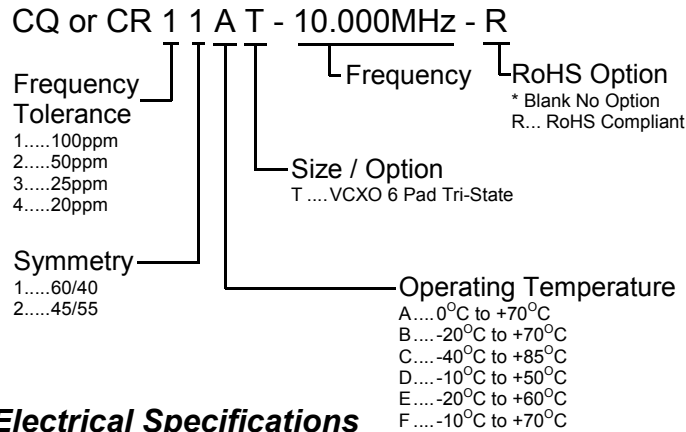 CQ or CR 1 1 A T - 10.000MHz - R
Frequency
Tolerance
1.....100ppm
2.....50ppm
3.....25ppm
4.....20ppm
Frequency
RoHS Option
* Blank No Option
R... RoHS Compliant
Size / Option
T ....VCXO 6 Pad Tri-State
Symmetry
1.....60/40
2.....45/55
Operating Temperature
A....0°C to +70°C
B....-20°C to +70°C
C....-40°C to +85°C
D....-10°C to +50°C
E....-20°C to +60°C
F....-10°C to +70°C
Electrical Specifications